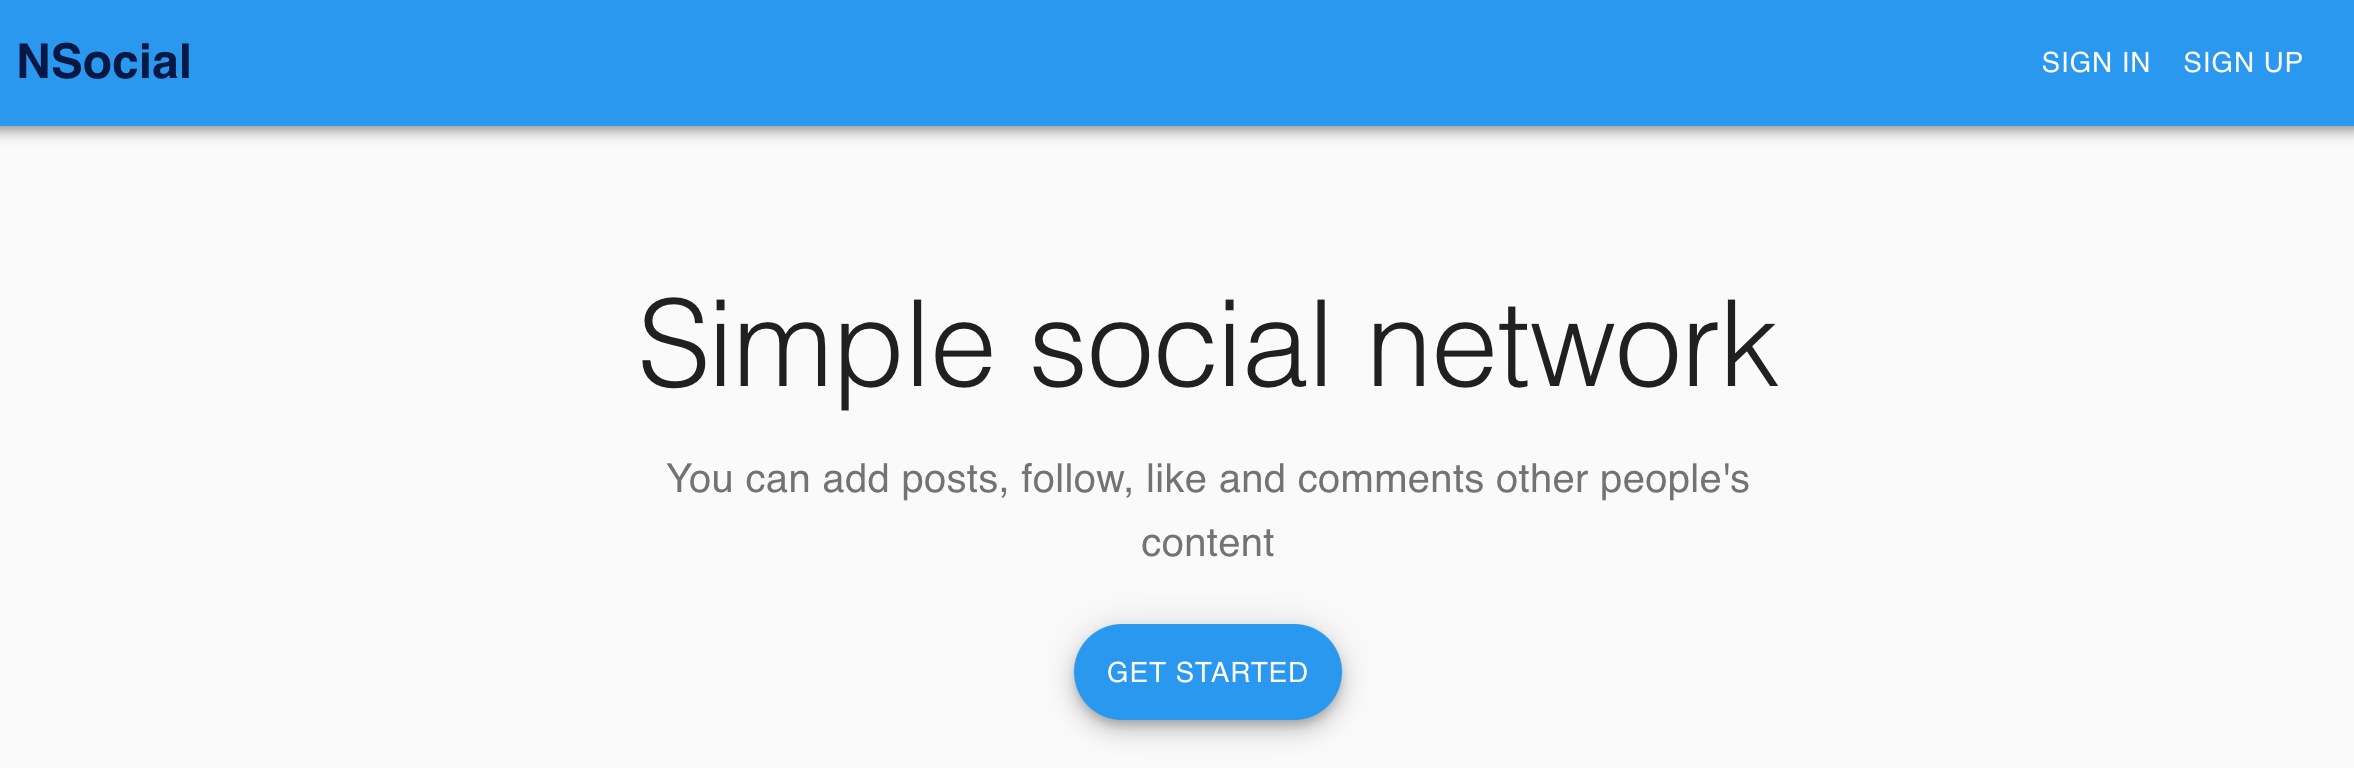 NSocial
SIGN IN
SIGN UP
Simple social network
You can add posts, follow, like and comments other people's
content
GET STARTED